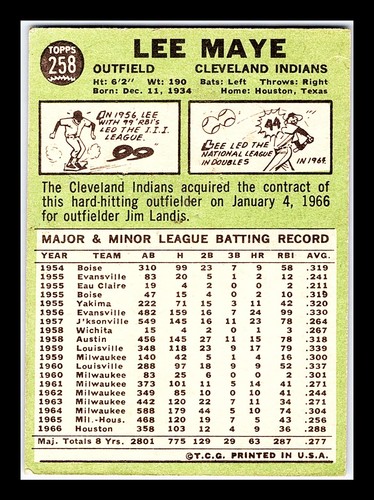 TOPPS
258
LEE MAYE
OUTFIELD CLEVELAND INDIANS
Ht: 6'2" Wt: 190 Bats: Left Throws: Right
Born: Dec. 11, 1934 Home: Houston, Texas
IN 1956, LEE
WITH 99 "RBI'S
LED THE I.I.I.
LEAGUE.
99
44
LEE LED THE
NATIONAL LEAGUE
IN DOUBLES
IN 1964.
The Cleveland Indians acquired the contract of
this hard-hitting outfielder on January 4, 1966
for outfielder Jim Landis.
MAJOR & MINOR LEAGUE BATTING RECORD
YEAR TEAM AB H 2B 3B HR RBI AVG.
1954 Boise 310 99 23 7 9 58 .319
1955 Evansville 83 20 5 1 2 12 .241
1955 Eau Claire 19 4 2 0 0 2 .211
1955 Boise 47 15 4 0 2 10 .319
1955 Yakima 222 71 15 3 11 42 .320
1956 Evansville 482 159 16 7 24 99 .330
1957 J'ksonville 549 145 16 11 23 78 .264
1958 Wichita 15 4 2 0 1 3 .267
1958 Austin 456 145 27 11 15 78 .318
1959 Louisville 348 118 23 9 17 79 .339
1959 Milwaukee 140 42 5 1 4 16 .300
1960 Louisville 288 97 18 9 9 52 .337
1960 Milwaukee 83 25 6 0 0 2 .301
1961 Milwaukee 373 101 11 5 14 41 .271
1962 Milwaukee 349 85 10 0 10 41 .244
1963 Milwaukee 442 120 22 7 11 34 .271
1964 Milwaukee 588 179 44 5 10 74 .304
1965 Mil.-Hous. 468 120 19 7 5 43 .256
1966 Houston 358 103 12 4 9 36 .288
Maj. Totals 8 Yrs. 2801 775 129 29 63 287 .277
©T.C.G. PRINTED IN U.S.A.